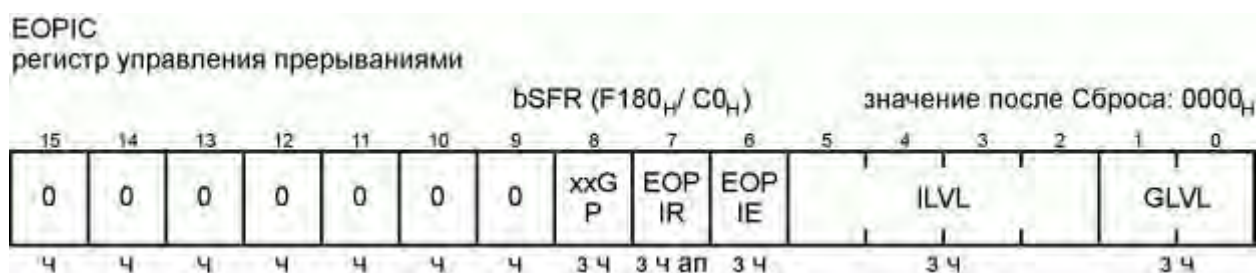 EOPIC
регистр управления прерываниями
bSFR (F180H/ C0H) значение после Сброса: 0000H
15 14 13 12 11 10 9 8 7 6 5 4 3 2 1 0
0 0 0 0 0 0 0 xxG EOP EOP ILVL GLVL
P IR IE
ч ч ч ч ч ч ч з ч з ч ап з ч з ч з ч